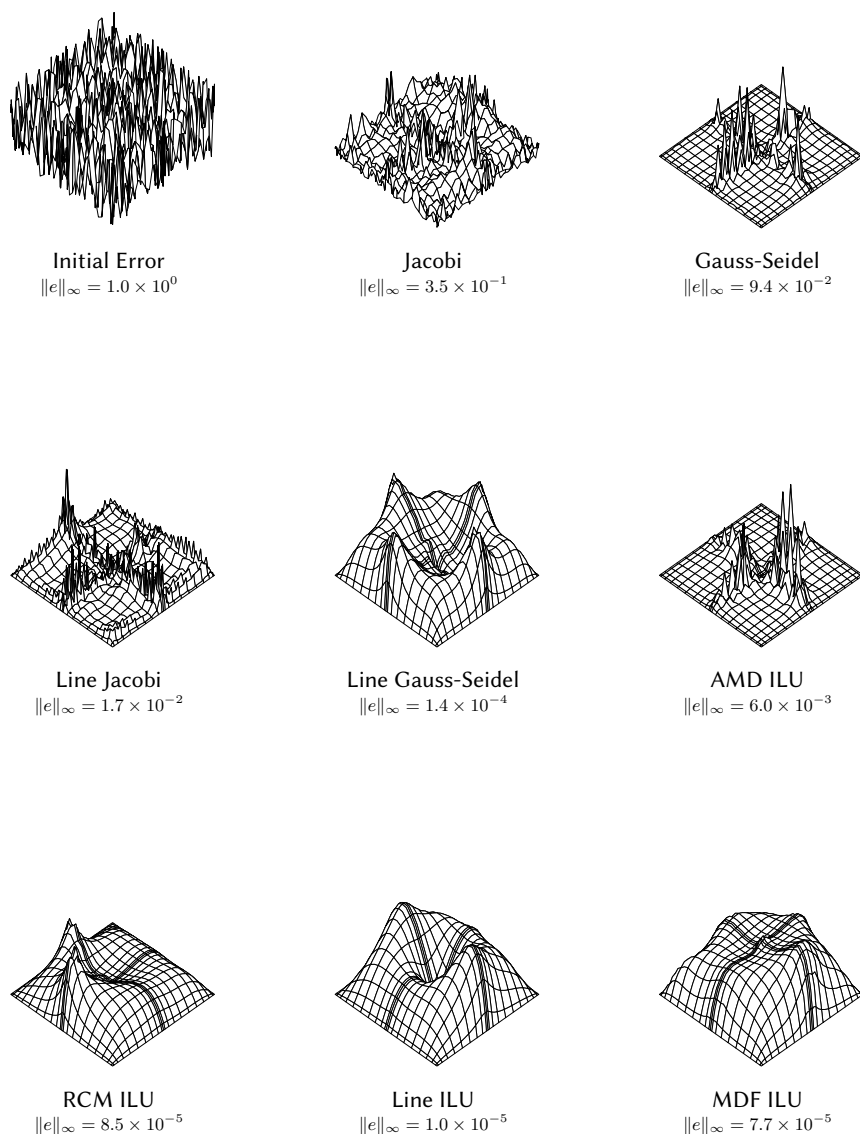 Initial Error
‖e‖∞ = 1.0 × 10⁰
Jacobi
‖e‖∞ = 3.5 × 10⁻¹
Gauss-Seidel
‖e‖∞ = 9.4 × 10⁻²
Line Jacobi
‖e‖∞ = 1.7 × 10⁻²
Line Gauss-Seidel
‖e‖∞ = 1.4 × 10⁻⁴
AMD ILU
‖e‖∞ = 6.0 × 10⁻³
RCM ILU
‖e‖∞ = 8.5 × 10⁻⁵
Line ILU
‖e‖∞ = 1.0 × 10⁻⁵
MDF ILU
‖e‖∞ = 7.7 × 10⁻⁵